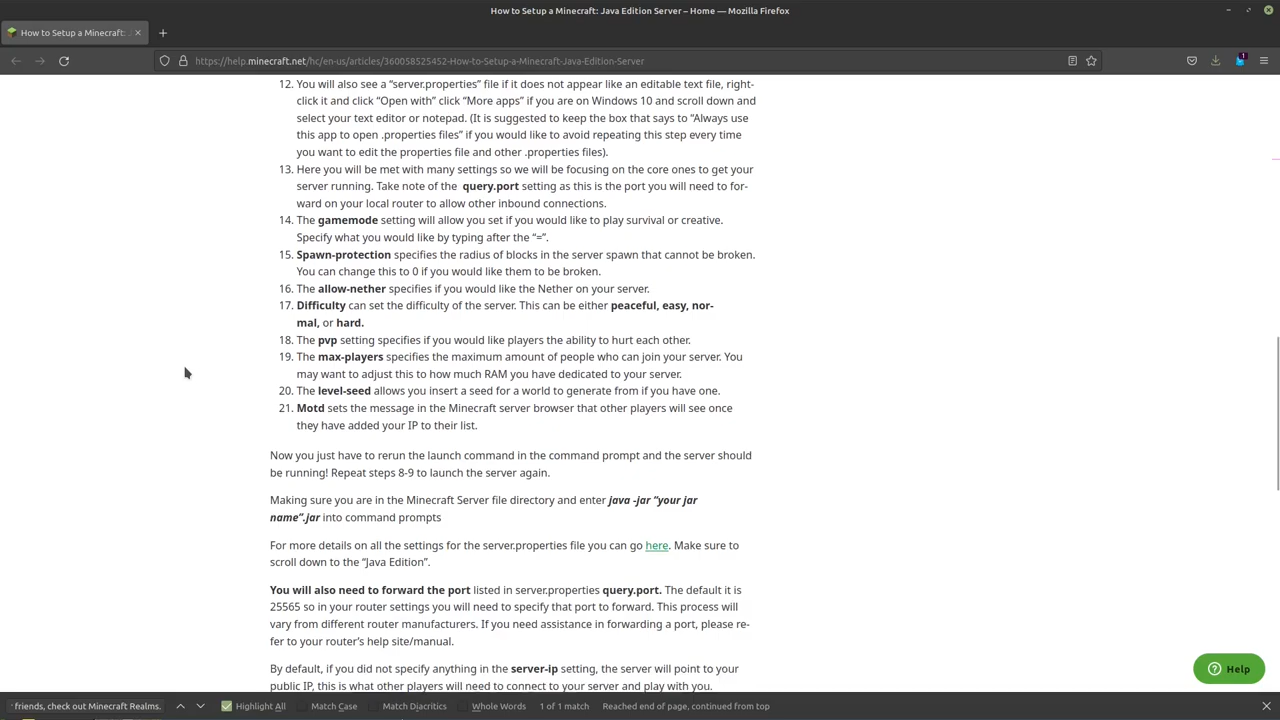 How to Setup a Minecraft: Java Edition Server – Home — Mozilla Firefox
How to Setup a Minecraft:
https://help.minecraft.net/hc/en-us/articles/360058525452-How-to-Setup-a-Minecraft-Java-Edition-Server
1
12. You will also see a “server.properties” file if it does not appear like an editable text file, right-
click it and click “Open with” click “More apps” if you are on Windows 10 and scroll down and
select your text editor or notepad. (It is suggested to keep the box that says to “Always use
this app to open .properties files” if you would like to avoid repeating this step every time
you want to edit the properties file and other .properties files).
13. Here you will be met with many settings so we will be focusing on the core ones to get your
server running. Take note of the query.port setting as this is the port you will need to for-
ward on your local router to allow other inbound connections.
14. The gamemode setting will allow you set if you would like to play survival or creative.
Specify what you would like by typing after the “=”.
15. Spawn-protection specifies the radius of blocks in the server spawn that cannot be broken.
You can change this to 0 if you would like them to be broken.
16. The allow-nether specifies if you would like the Nether on your server.
17. Difficulty can set the difficulty of the server. This can be either peaceful, easy, nor-
mal, or hard.
18. The pvp setting specifies if you would like players the ability to hurt each other.
19. The max-players specifies the maximum amount of people who can join your server. You
may want to adjust this to how much RAM you have dedicated to your server.
20. The level-seed allows you insert a seed for a world to generate from if you have one.
21. Motd sets the message in the Minecraft server browser that other players will see once
they have added your IP to their list.
Now you just have to rerun the launch command in the command prompt and the server should
be running! Repeat steps 8-9 to launch the server again.
Making sure you are in the Minecraft Server file directory and enter java -jar “your jar
name”.jar into command prompts
For more details on all the settings for the server.properties file you can go here. Make sure to
scroll down to the “Java Edition”.
You will also need to forward the port listed in server.properties query.port. The default it is
25565 so in your router settings you will need to specify that port to forward. This process will
vary from different router manufacturers. If you need assistance in forwarding a port, please re-
fer to your router’s help site/manual.
By default, if you did not specify anything in the server-ip setting, the server will point to your
public IP, this is what other players will need to connect to your server and play with you.
Help
friends, check out Minecraft Realms. Highlight All Match Case Match Diacritics Whole Words 1 of 1 match Reached end of page, continued from top